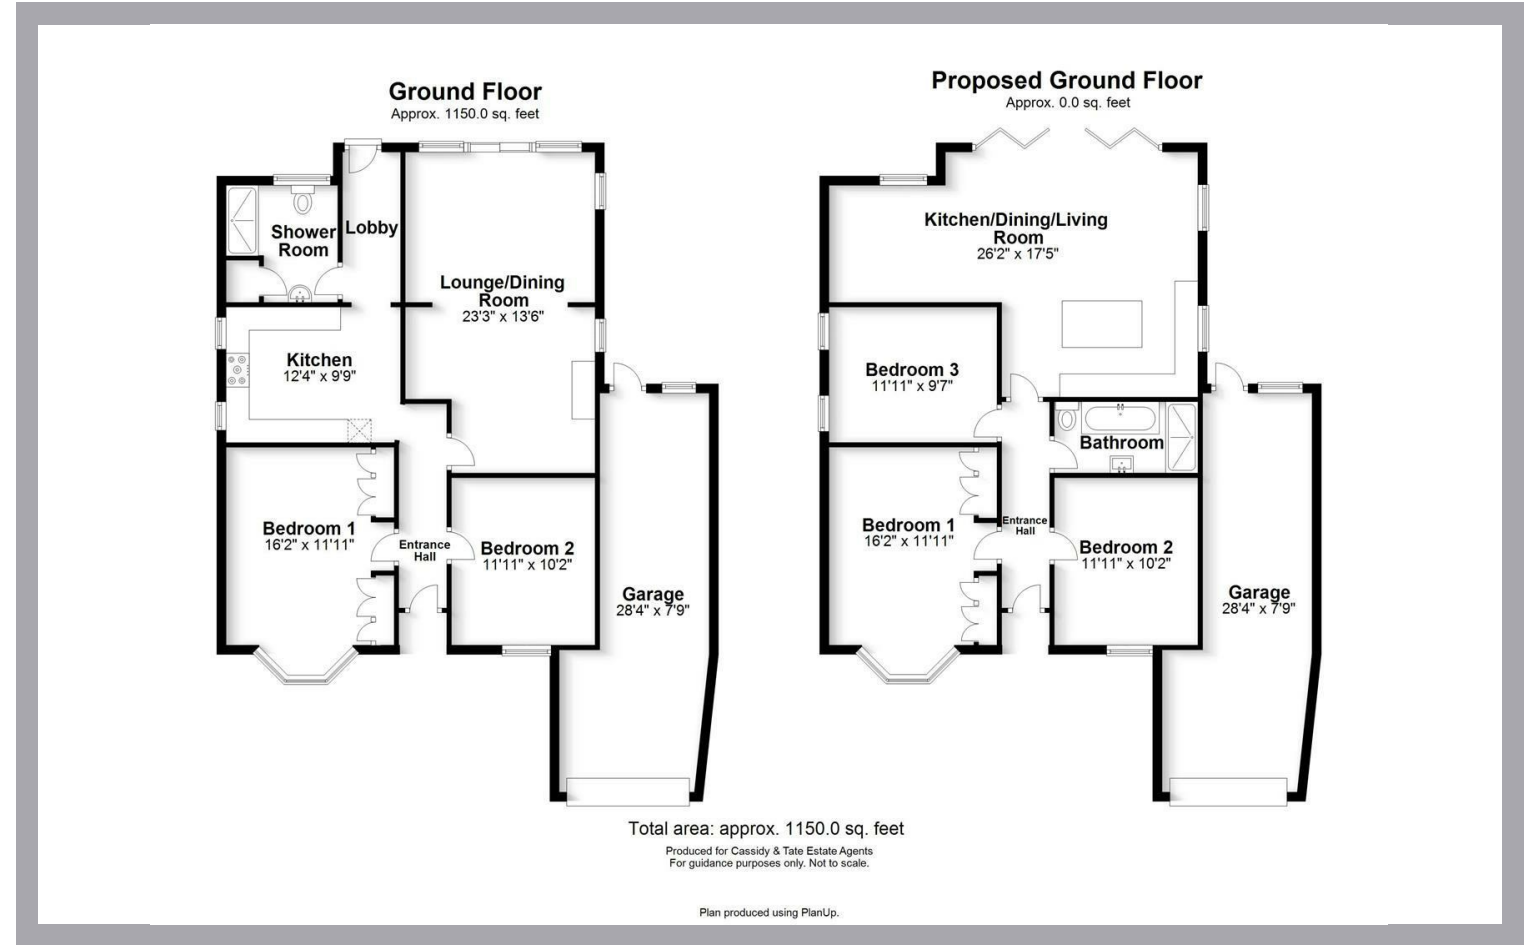 Ground Floor
Approx. 1150.0 sq. feet
Shower
Room
Lobby
Lounge/Dining
Room
23'3" x 13'6"
Kitchen
12'4" x 9'9"
Bedroom 1
16'2" x 11'11"
Entrance
Hall
Bedroom 2
11'11" x 10'2"
Garage
28'4" x 7'9"
Proposed Ground Floor
Approx. 0.0 sq. feet
Kitchen/Dining/Living
Room
26'2" x 17'5"
Bedroom 3
11'11" x 9'7"
Bathroom
Bedroom 1
16'2" x 11'11"
Entrance
Hall
Bedroom 2
11'11" x 10'2"
Garage
28'4" x 7'9"
Total area: approx. 1150.0 sq. feet
Produced for Cassidy & Tate Estate Agents
For guidance purposes only. Not to scale.
Plan produced using PlanUp.